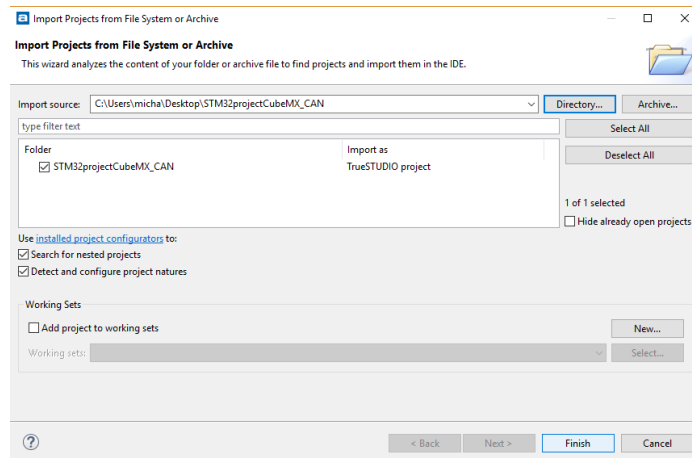 Import Projects from File System or Archive
Import Projects from File System or Archive
This wizard analyzes the content of your folder or archive file to find projects and import them in the IDE.
Import source: C:\Users\micha\Desktop\STM32projectCubeMX_CAN Directory... Archive...
type filter text Select All
Folder Import as Deselect All
STM32projectCubeMX_CAN TrueSTUDIO project
1 of 1 selected
Hide already open projects
Use installed project configurators to:
Search for nested projects
Detect and configure project natures
Working Sets
Add project to working sets New...
Working sets: Select...
? < Back Next > Finish Cancel